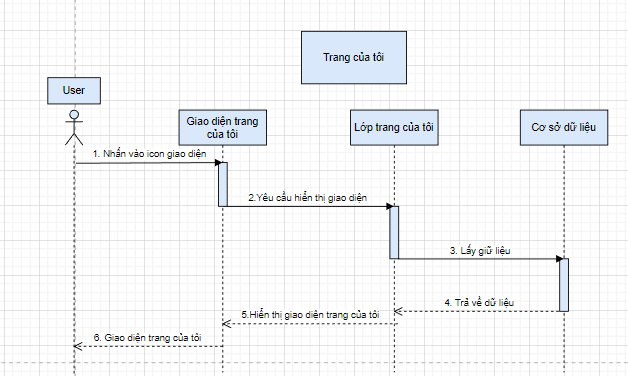 Trang của tôi
User
Giao diện trang
của tôi
Lớp trang của tôi
Cơ sở dữ liệu
1. Nhấn vào icon giao diện
2.Yêu cầu hiển thị giao diện
3. Lấy giữ liệu
4. Trả về dữ liệu
5.Hiển thị giao diện trang của tôi
6. Giao diện trang của tôi